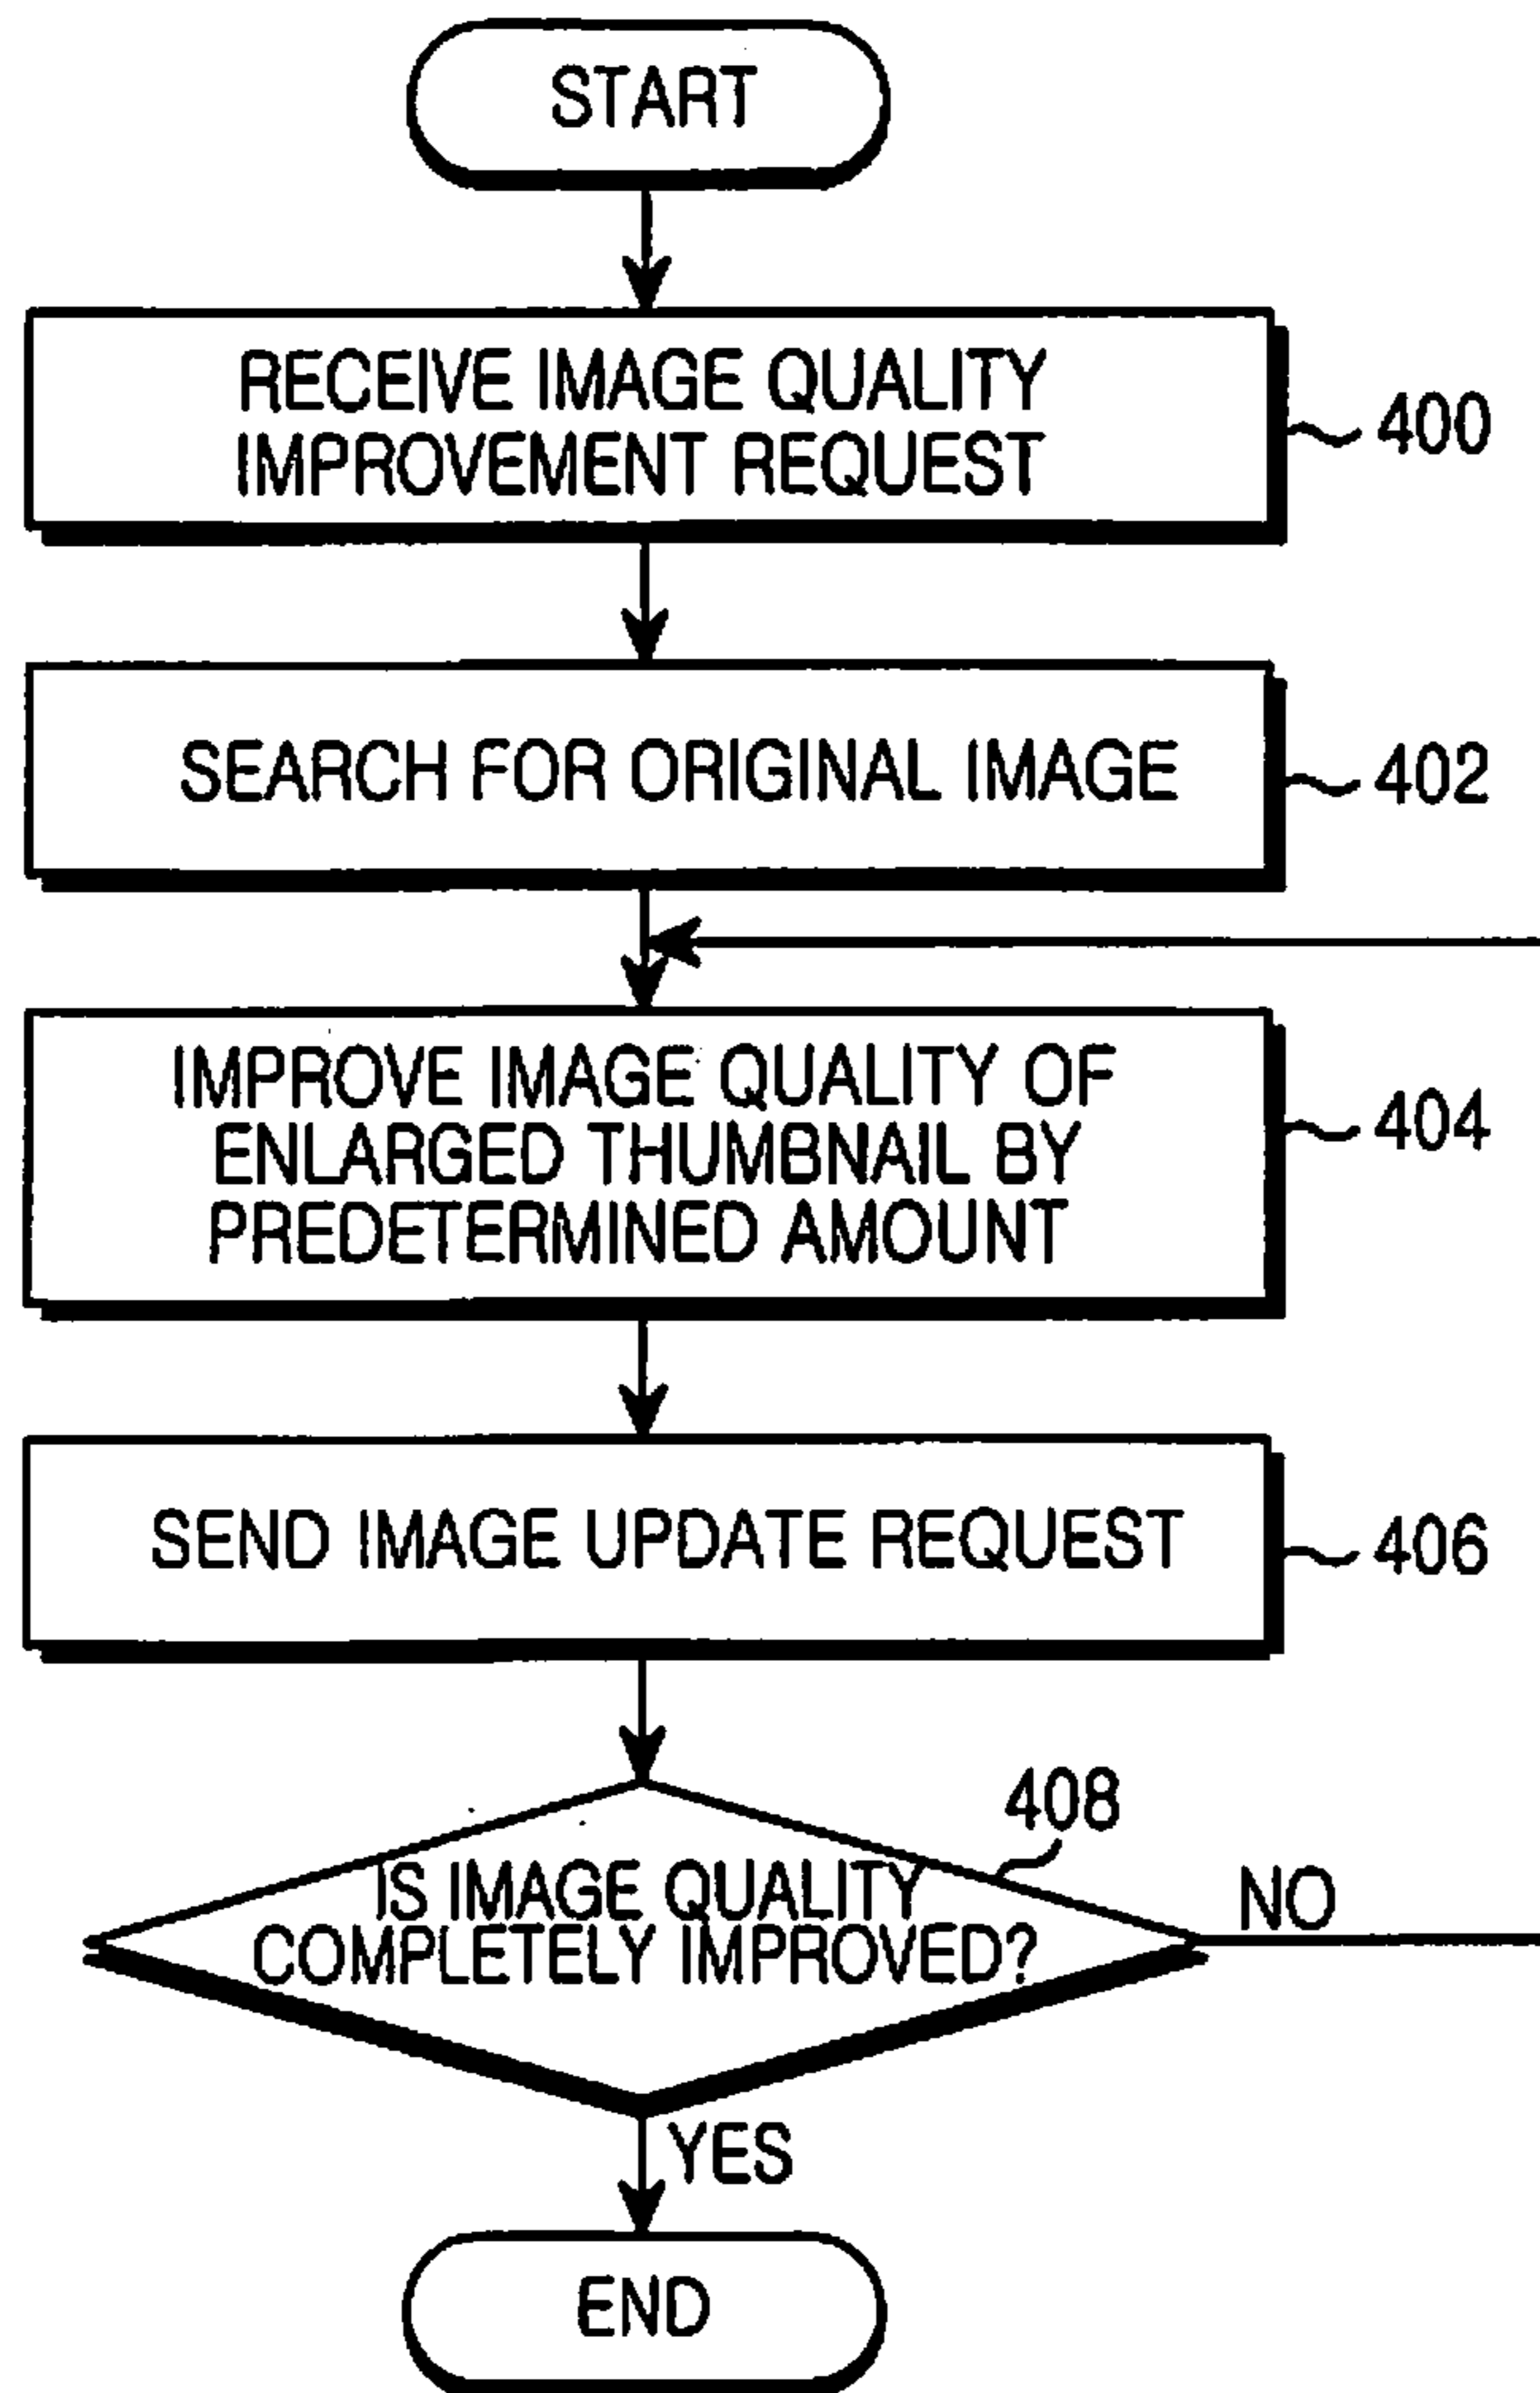 START
RECEIVE IMAGE QUALITY
IMPROVEMENT REQUEST
400
SEARCH FOR ORIGINAL IMAGE
402
IMPROVE IMAGE QUALITY OF
ENLARGED THUMBNAIL BY
PREDETERMINED AMOUNT
404
SEND IMAGE UPDATE REQUEST
406
408
IS IMAGE QUALITY
COMPLETELY IMPROVED?
NO
YES
END